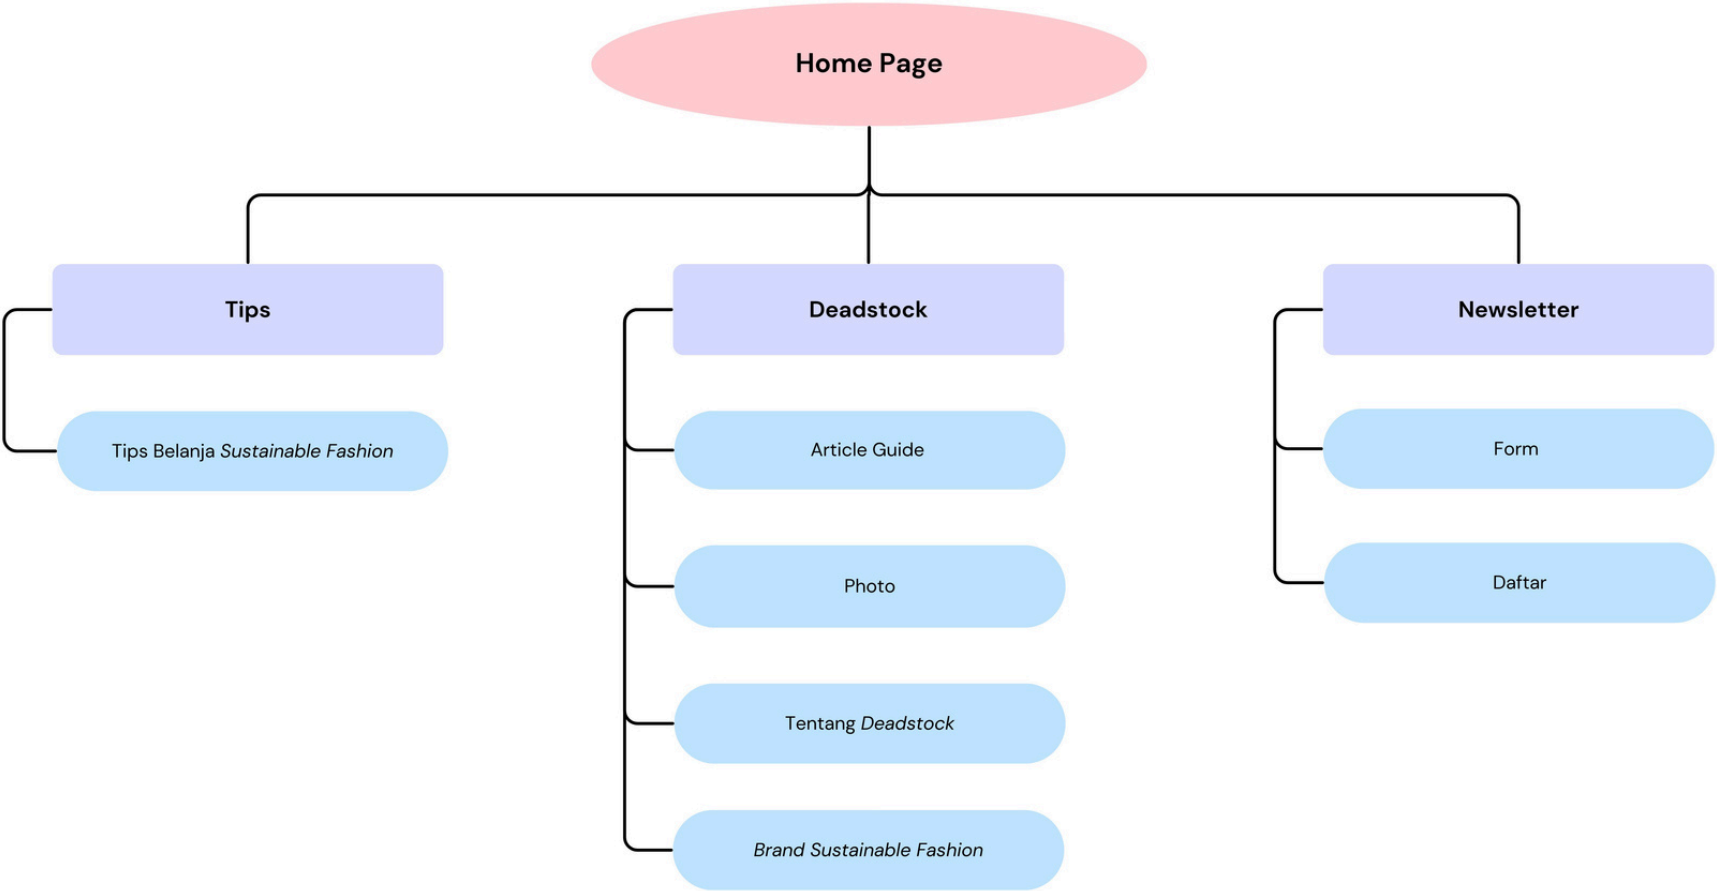 Home Page
Tips
Deadstock
Newsletter
Tips Belanja Sustainable Fashion
Article Guide
Form
Photo
Daftar
Tentang Deadstock
Brand Sustainable Fashion